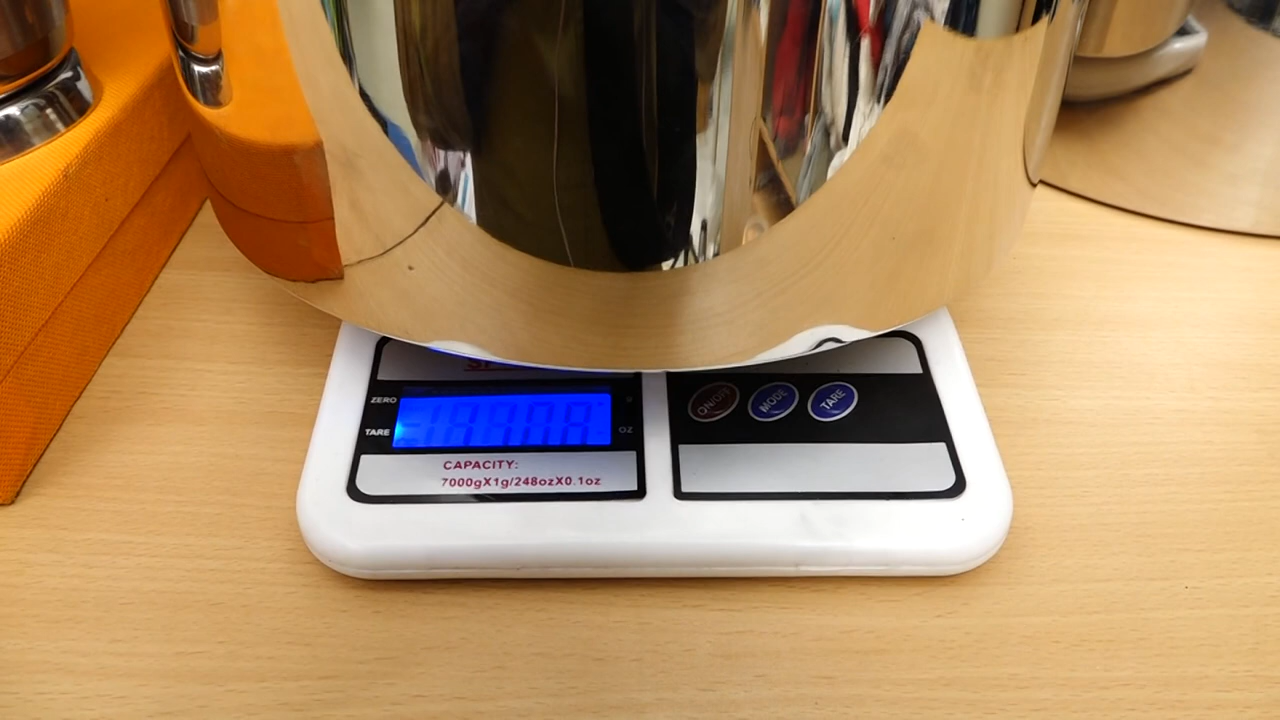 ZERO
TARE
OZ
ON/OFF
MODE
TARE
CAPACITY:
7000gX1g/248ozX0.1oz